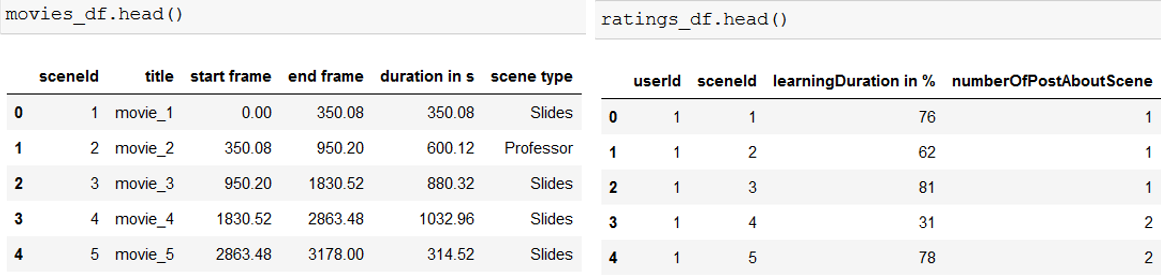 movies_df.head()
sceneId title start frame end frame duration in s scene type
0 1 movie_1 0.00 350.08 350.08 Slides
1 2 movie_2 350.08 950.20 600.12 Professor
2 3 movie_3 950.20 1830.52 880.32 Slides
3 4 movie_4 1830.52 2863.48 1032.96 Slides
4 5 movie_5 2863.48 3178.00 314.52 Slides
ratings_df.head()
userId sceneId learningDuration in % numberOfPostAboutScene
0 1 1 76 1
1 1 2 62 1
2 1 3 81 1
3 1 4 31 2
4 1 5 78 2